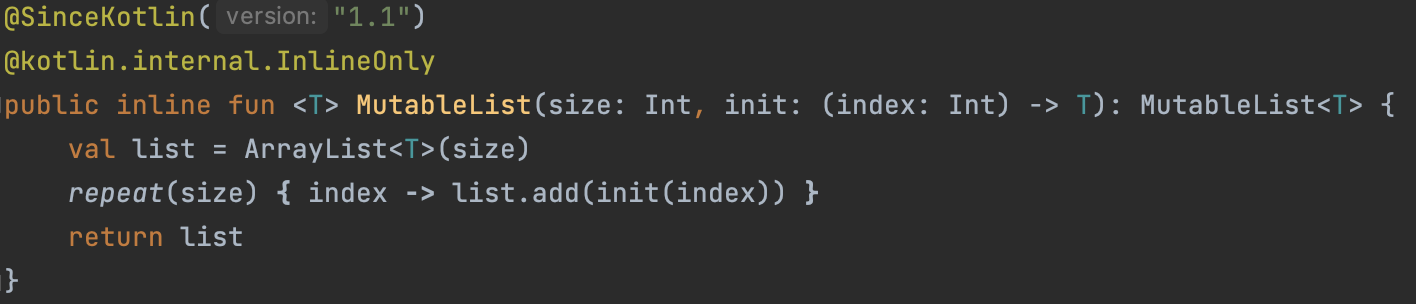 @SinceKotlin( version: "1.1")
@kotlin.internal.InlineOnly
public inline fun <T> MutableList(size: Int, init: (index: Int) -> T): MutableList<T> {
    val list = ArrayList<T>(size)
    repeat(size) { index -> list.add(init(index)) }
    return list
}